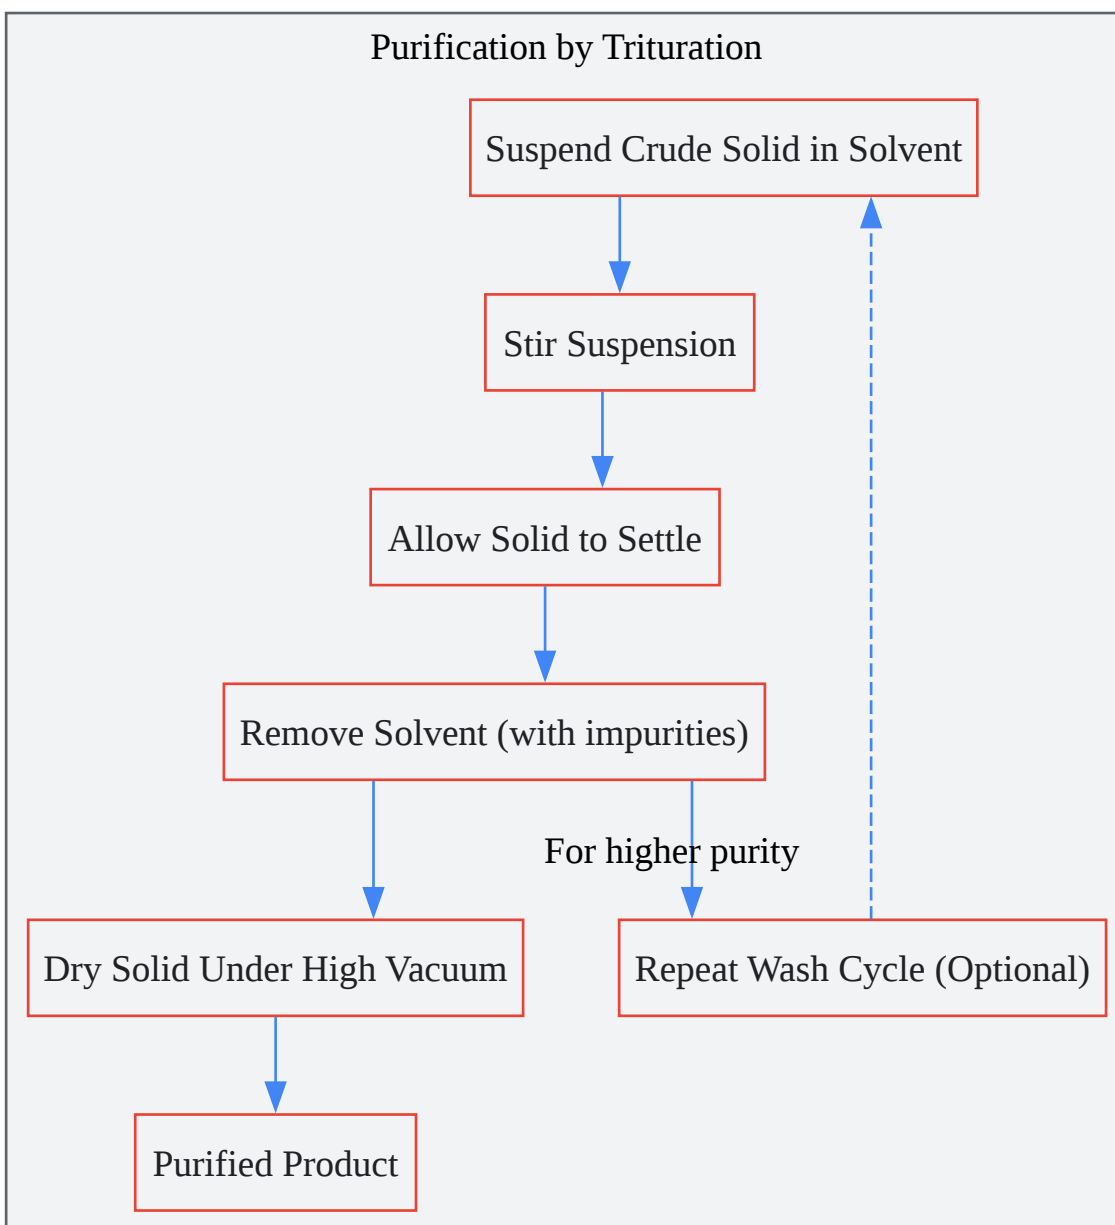 Purification by Trituration
Suspend Crude Solid in Solvent
Stir Suspension
Allow Solid to Settle
Remove Solvent (with impurities)
For higher purity
Dry Solid Under High Vacuum
Repeat Wash Cycle (Optional)
Purified Product